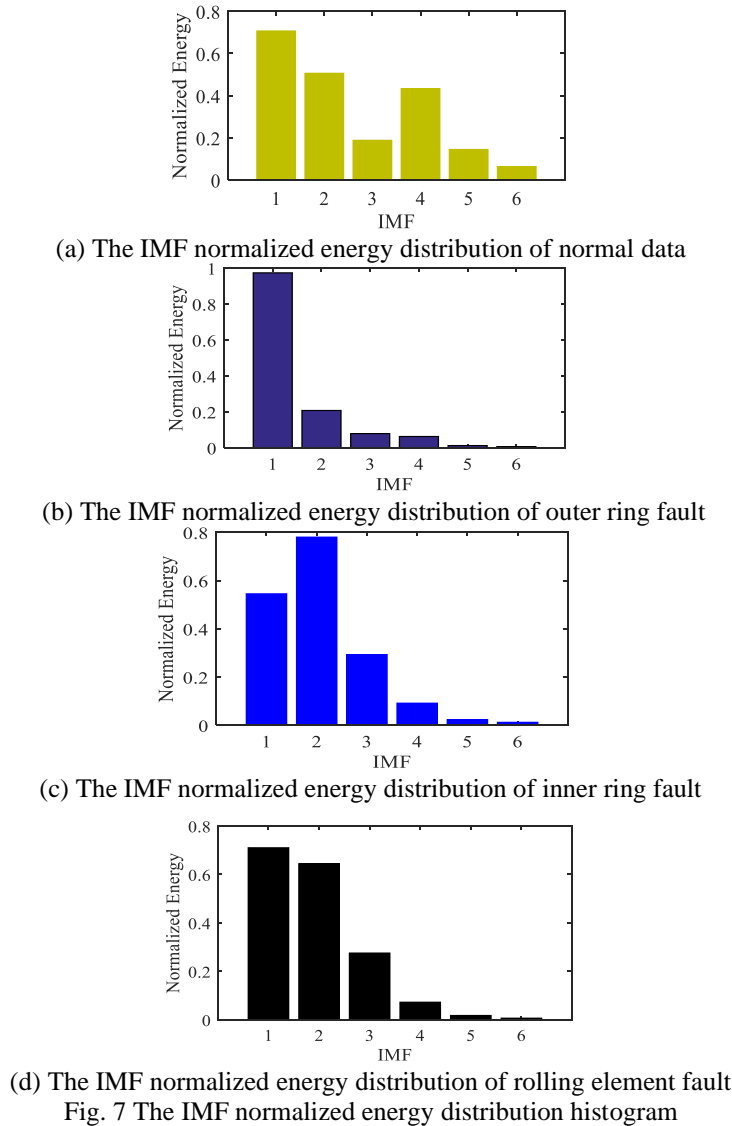 0.8
0.6
0.4
0.2
0
Normalized Energy
1 2 3 4 5 6
IMF
(a) The IMF normalized energy distribution of normal data
1
0.8
0.6
0.4
0.2
0
Normalized Energy
1 2 3 4 5 6
IMF
(b) The IMF normalized energy distribution of outer ring fault
0.8
0.6
0.4
0.2
0
Normalized Energy
1 2 3 4 5 6
IMF
(c) The IMF normalized energy distribution of inner ring fault
0.8
0.6
0.4
0.2
0
Normalized Energy
1 2 3 4 5 6
IMF
(d) The IMF normalized energy distribution of rolling element fault
Fig. 7 The IMF normalized energy distribution histogram